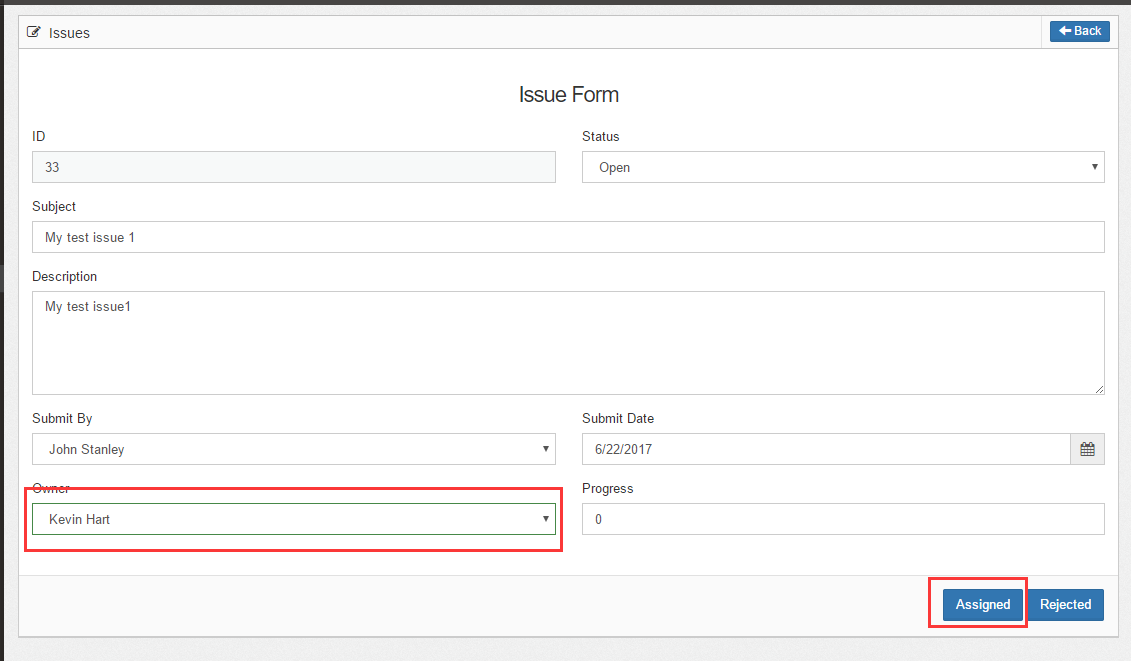 Issues
Back
Issue Form
ID
Status
33
Open
Subject
My test issue 1
Description
My test issue1
Submit By
Submit Date
John Stanley
6/22/2017
Owner
Progress
Kevin Hart
0
Assigned
Rejected